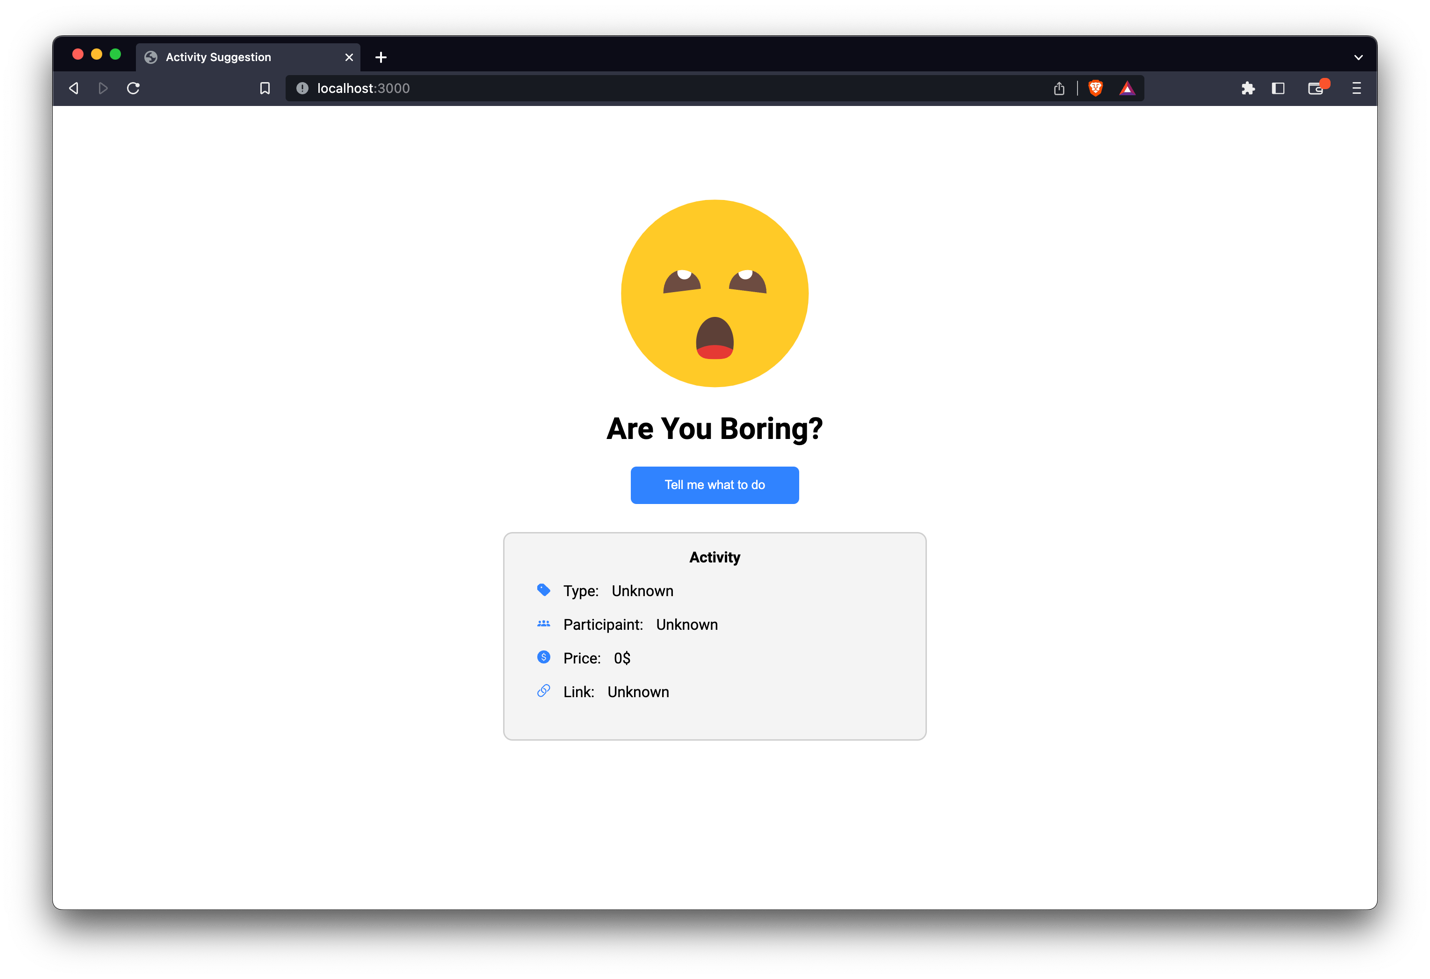 Activity Suggestion
localhost:3000
Are You Boring?
Tell me what to do
Activity
Type: Unknown
Participaint: Unknown
Price: 0$
Link: Unknown